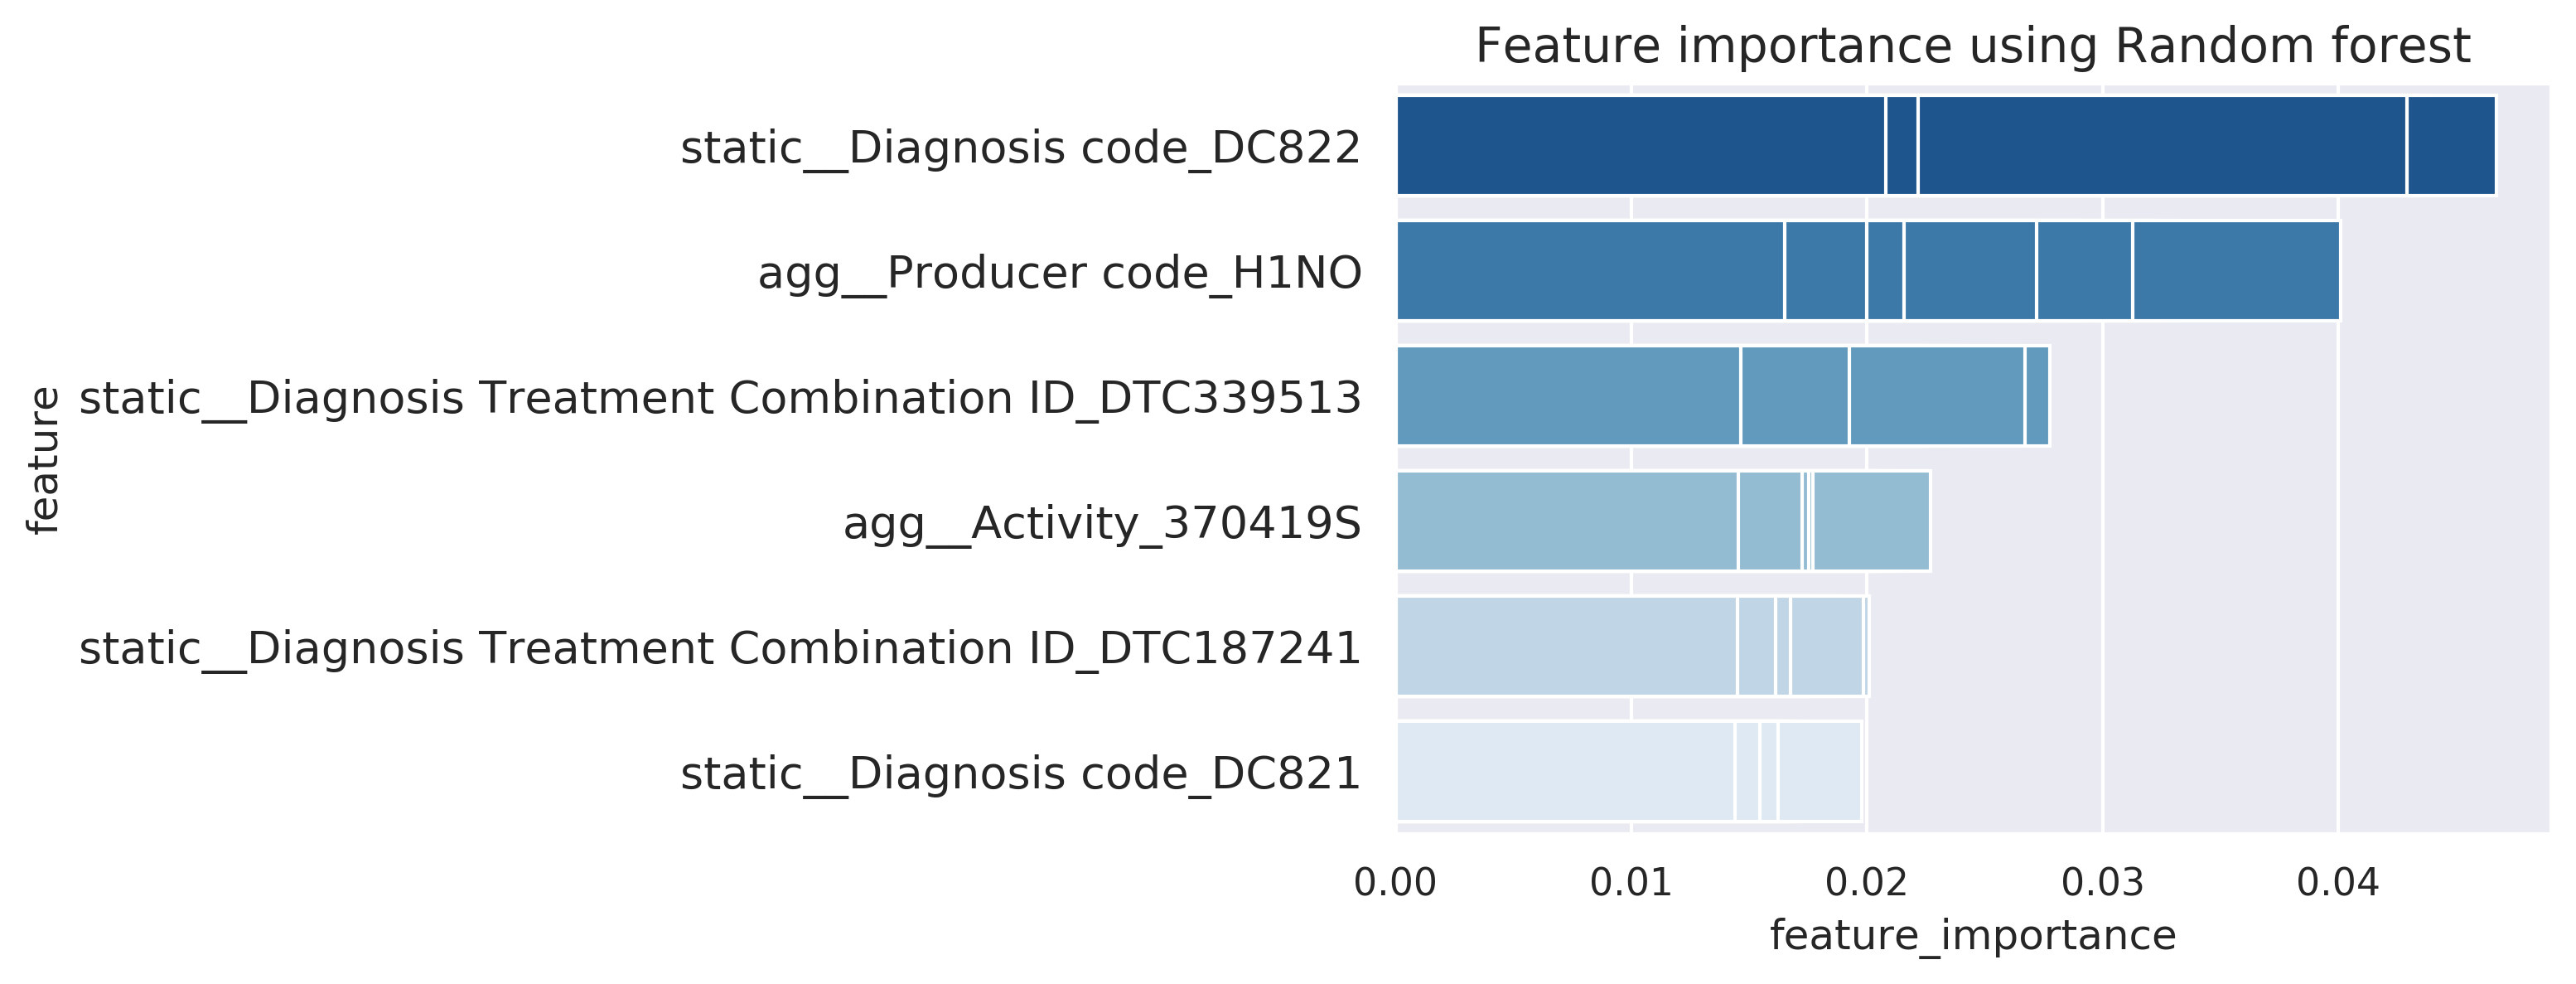 Feature importance using Random forest
static__Diagnosis code_DC822
agg__Producer code_H1NO
static__Diagnosis Treatment Combination ID_DTC339513
agg__Activity_370419S
static__Diagnosis Treatment Combination ID_DTC187241
static__Diagnosis code_DC821
feature
0.00 0.01 0.02 0.03 0.04
feature_importance